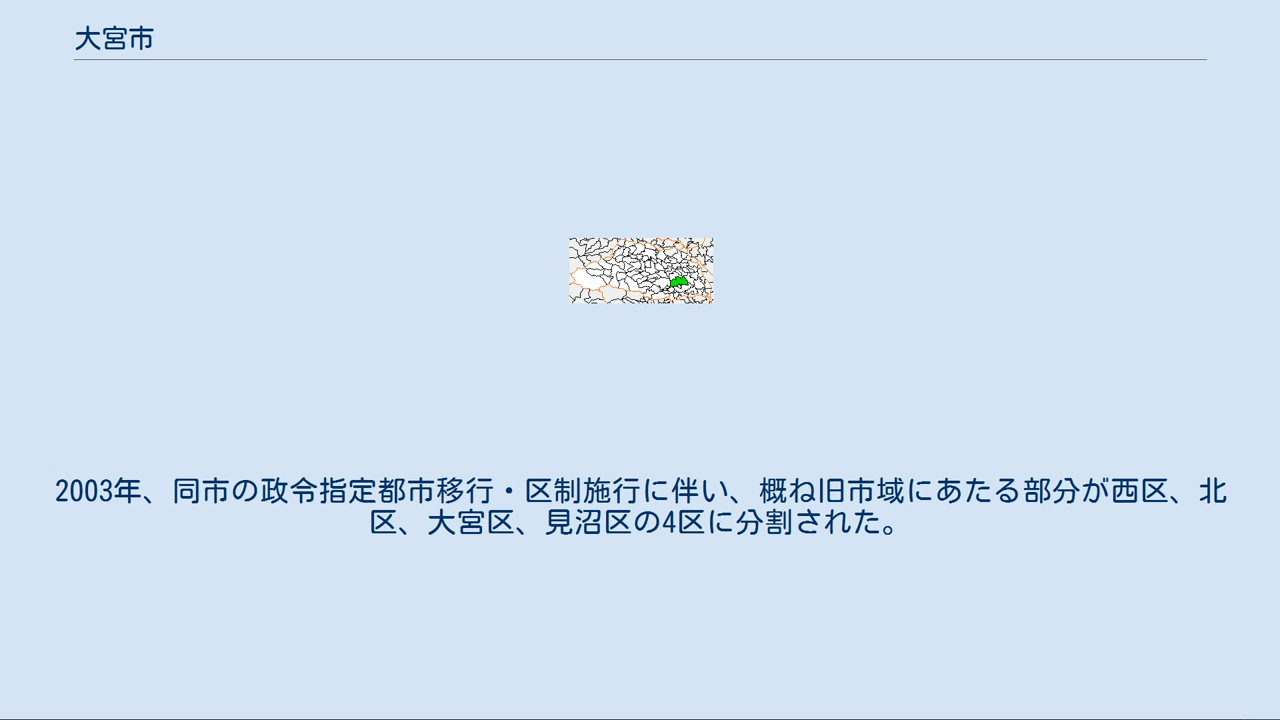 大宮市
2003年、同市の政令指定都市移行・区制施行に伴い、概ね旧市域にあたる部分が西区、北
区、大宮区、見沼区の4区に分割された。